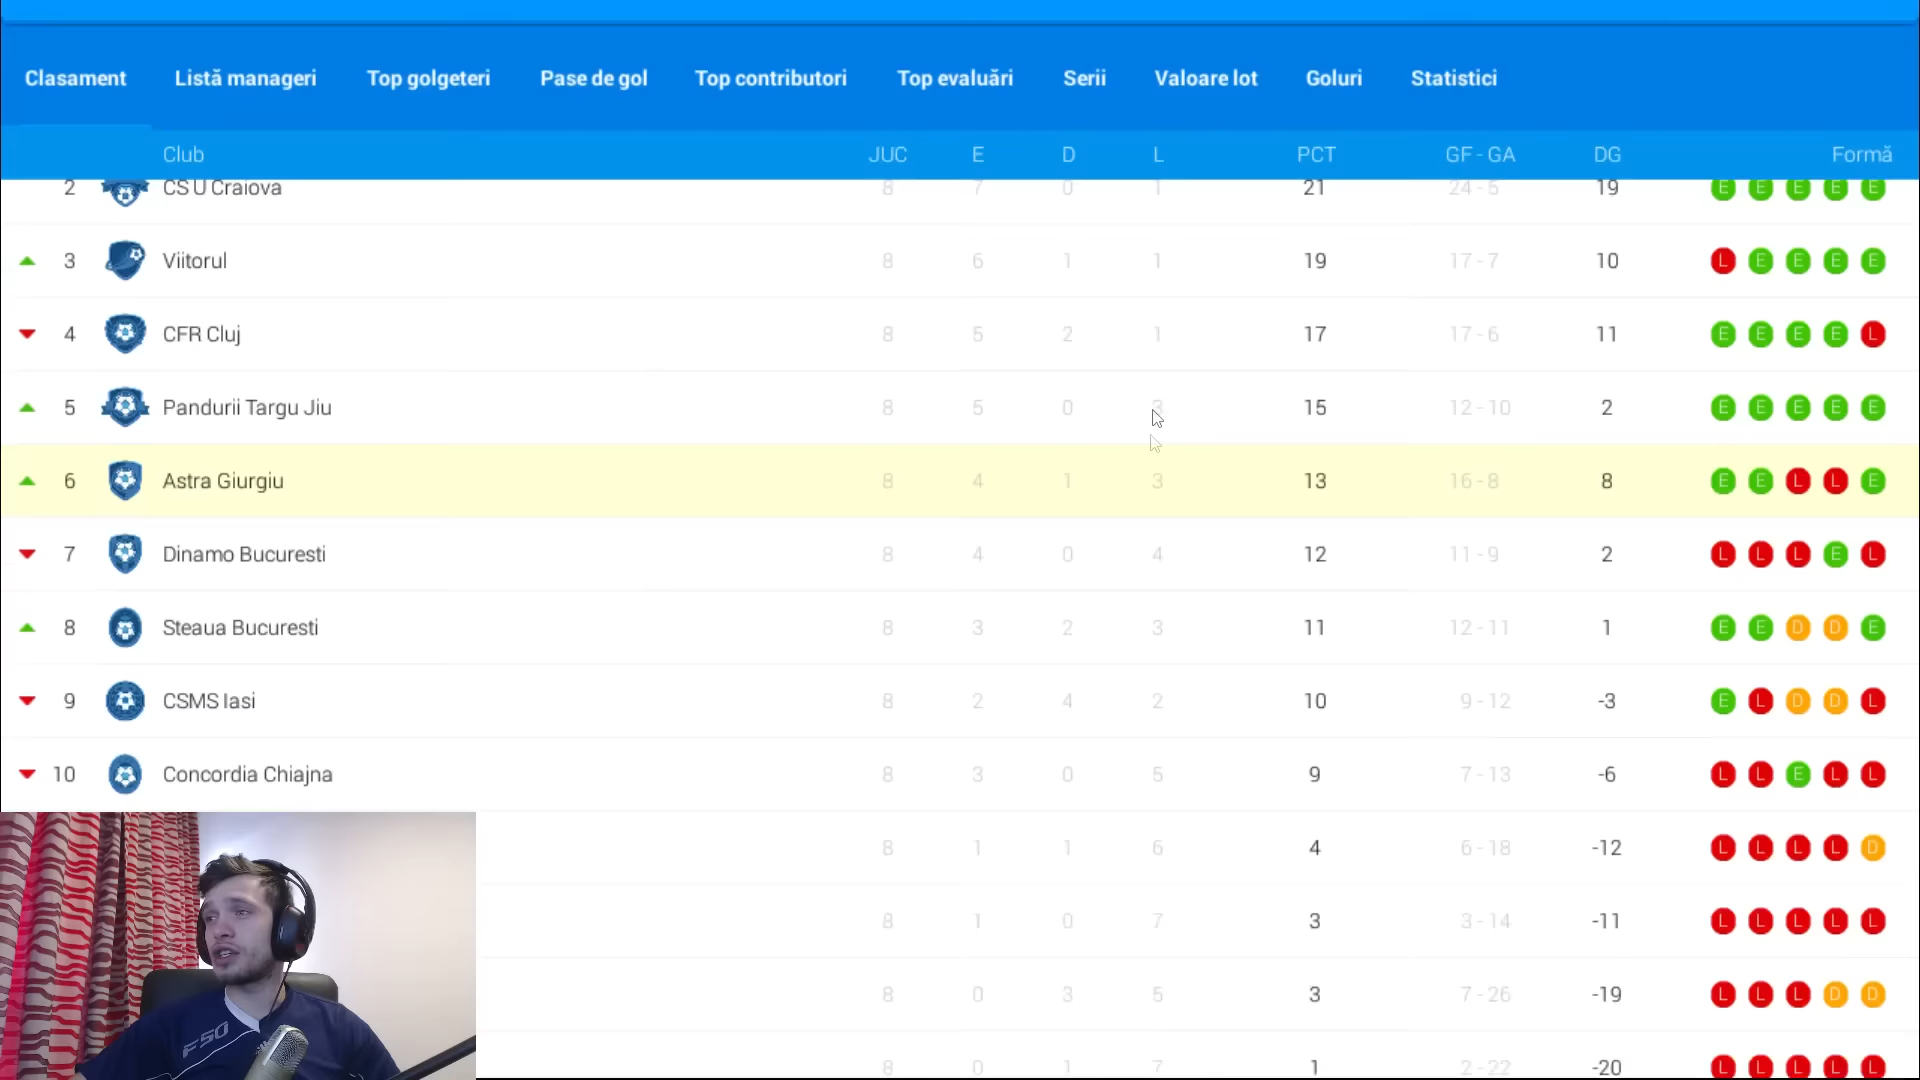 Clasament Listă manageri Top golgeteri Pase de gol Top contributori Top evaluări Serii Valoare lot Goluri Statistici
Club JUC E D L PCT GF - GA DG Formă
2 CS U Craiova 8 7 0 1 21 24 - 5 19 E E E E E
3 Viitorul 8 6 1 1 19 17 - 7 10 L E E E E
4 CFR Cluj 8 5 2 1 17 17 - 6 11 E E E E L
5 Pandurii Targu Jiu 8 5 0 3 15 12 - 10 2 E E E E E
6 Astra Giurgiu 8 4 1 3 13 16 - 8 8 E E L L E
7 Dinamo Bucuresti 8 4 0 4 12 11 - 9 2 L L L E L
8 Steaua Bucuresti 8 3 2 3 11 12 - 11 1 E E D D E
9 CSMS Iasi 8 2 4 2 10 9 - 12 -3 E L D D L
10 Concordia Chiajna 8 3 0 5 9 7 - 13 -6 L L E L L
8 1 1 6 4 6 - 18 -12 L L L L D
8 1 0 7 3 3 - 14 -11 L L L L L
8 0 3 5 3 7 - 26 -19 L L L D D
8 0 1 7 1 2 - 22 -20 L L L L L
F50